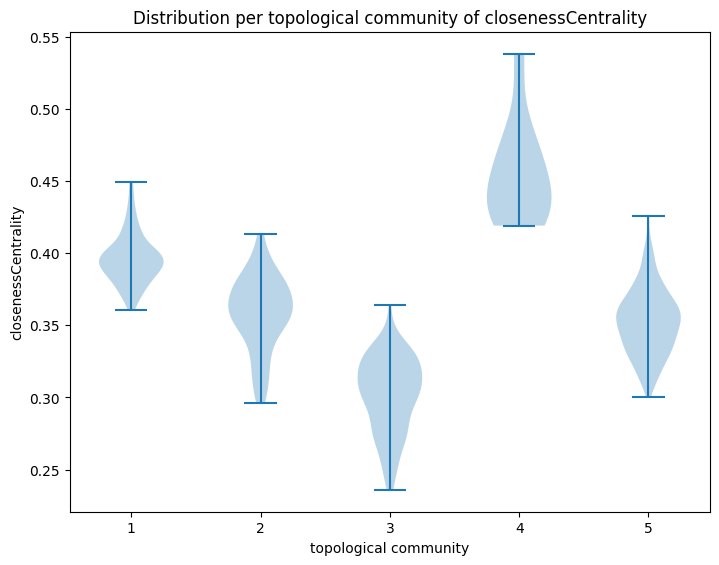 Distribution per topological community of closenessCentrality
0.55
0.50
0.45
0.40
0.35
0.30
0.25
closenessCentrality
1 2 3 4 5
topological community